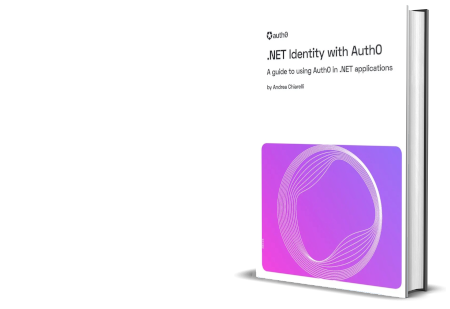 auth0
.NET Identity with Auth0
A guide to using Auth0 in .NET applications
by Andrea Chiarelli